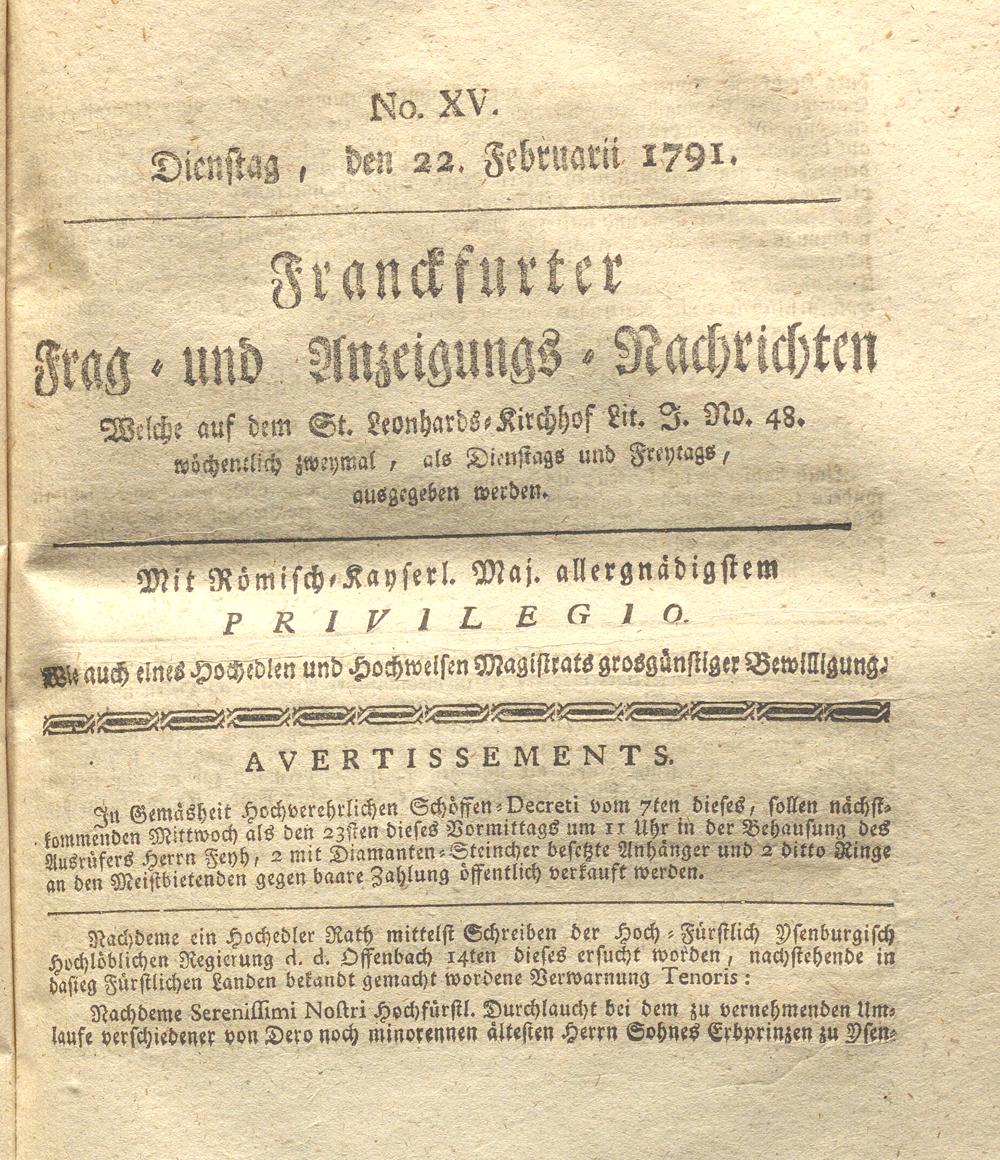 No. XV.
Dienstag, den 22. Februarii 1791.
Franckfurter
Frag- und Anzeigungs-Nachrichten
Welche auf dem St. Leonhards-Kirchhof Lit. J. No. 48.
wöchentlich zweymal, als Dienstags und Freytags,
ausgegeben werden.
Mit Römisch-Kayserl. Maj. allergnädigstem
PRIVILEGIO.
Wie auch eines Hochedlen und Hochweisen Magistrats grosgünstiger Bewilligung.
AVERTISSEMENTS.
In Gemäsheit Hochverehrlichen Schöffen-Decreti vom 7ten dieses, sollen nächst-
kommenden Mittwoch als den 23sten dieses Vormittags um 11 Uhr in der Behausung des
Ausrüfers Herrn Feyh, 2 mit Diamanten-Steincher besetzte Anhänger und 2 ditto Ringe
an den Meistbietenden gegen baare Zahlung öffentlich verkauft werden.
Nachdeme ein Hochedler Rath mittelst Schreiben der Hoch-Fürstlich Ysenburgisch
Hochlöblichen Regierung d. d. Offenbach 14ten dieses ersucht worden, nachstehende in
dasieg Fürstlichen Landen bekandt gemacht wordene Verwarnung Tenoris:
Nachdeme Serenissimi Nostri Hochfürstl. Durchlaucht bei dem zu vernehmenden Um-
laufe verschiedener von Dero noch minorennen ältesten Herrn Sohnes Erbprinzen zu Ysen-